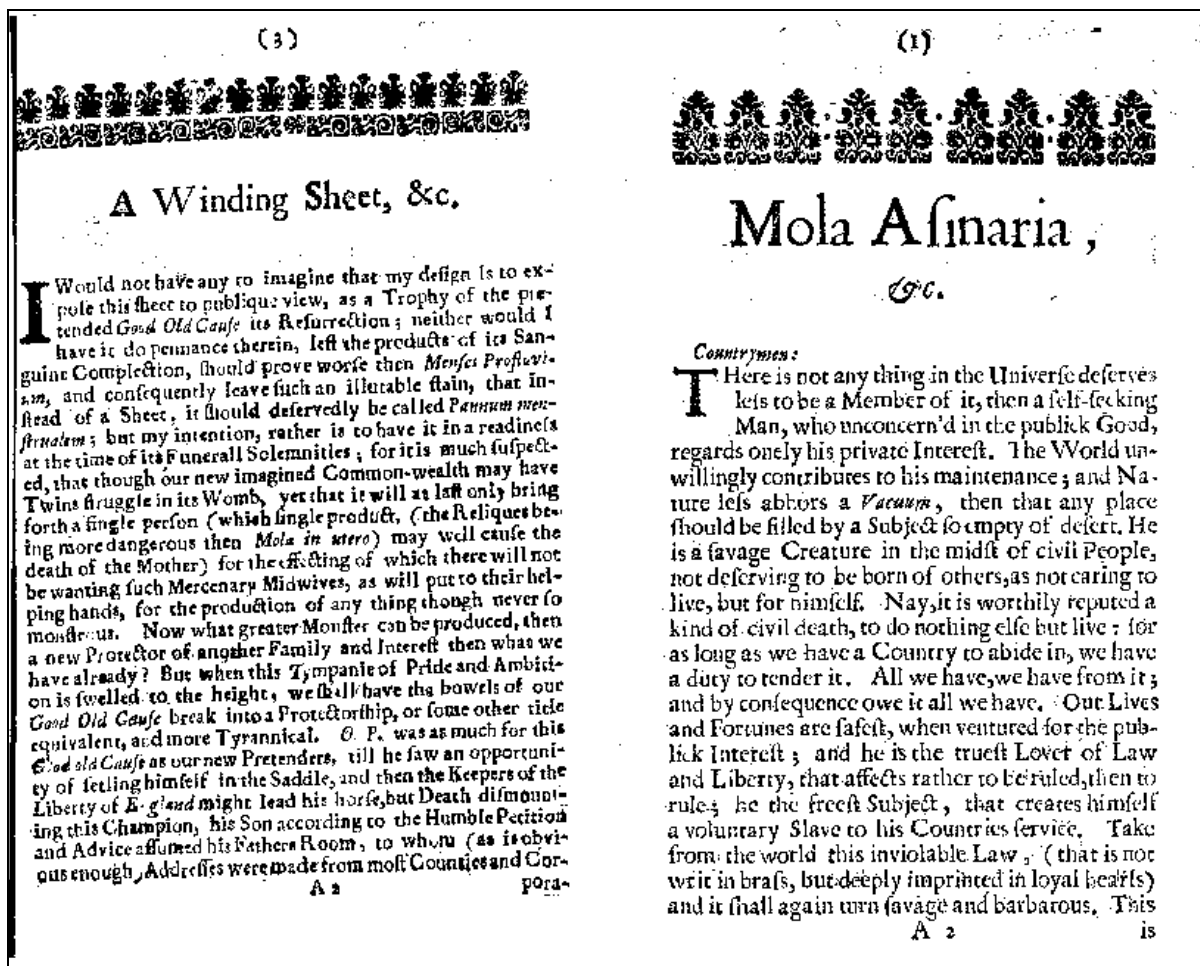 (3)
A Winding Sheet, &c.
I Would not have any to imagine that my deſign is to ex-
poſe this ſheet to publique view, as a Trophy of the pre-
tended Good Old Cauſe its Reſurrection; neither would I
have it do pennance therein, leſt the products of its San-
guine Complection, ſhould prove worſe then Menſes Profluvi-
um, and conſequently leave ſuch an illutable ſtain, that in-
ſtead of a Sheet, it ſhould deſervedly be called Pannum men-
ſtrualem; but my intention, rather is to have it in a readineſs
at the time of its Funerall Solemnities; for it is much ſuſpect-
ed, that though our new imagined Common-wealth may have
Twins ſtruggle in its Womb, yet that it will at laſt only bring
forth a ſingle perſon (which ſingle product, (the Reliques be-
ing more dangerous then Mola in utero) may well cauſe the
death of the Mother) for the effecting of which there will not
be wanting ſuch Mercenary Midwives, as will put to their hel-
ping hands, for the production of any thing though never ſo
monſtrous. Now what greater Monſter can be produced, then
a new Protector of another Family and Intereſt then what we
have already? But when this Tympanie of Pride and Ambiti-
on is ſwelled to the height, we ſhall have the bowels of our
Good Old Cauſe break into a Protectorſhip, or ſome other title
equivalent, and more Tyrannical. O. P. was as much for this
Good old Cauſe as our new Pretenders, till he ſaw an opportuni-
ty of ſetling himſelf in the Saddle, and then the Keepers of the
Liberty of England might lead his horſe, but Death diſmount-
ing this Champion, his Son according to the Humble Petition
and Advice aſſumed his Fathers Room, to whom (as is obvi-
ous enough, Addreſſes were made from moſt Counties and Cor-
A 2 pora-
(1)
Mola Aſinaria,
&c.
Countrymen:
THere is not any thing in the Univerſe deſerves
leſs to be a Member of it, then a ſelf-ſeeking
Man, who unconcern'd in the publick Good,
regards onely his private Intereſt. The World un-
willingly contributes to his maintenance; and Na-
ture leſs abhors a Vacuum, then that any place
ſhould be filled by a Subject ſo empty of deſert. He
is a ſavage Creature in the midſt of civil People,
not deſerving to be born of others, as not caring to
live, but for himſelf. Nay, it is worthily reputed a
kind of civil death, to do nothing elſe but live: for
as long as we have a Country to abide in, we have
a duty to render it. All we have, we have from it;
and by conſequence owe it all we have. Our Lives
and Fortunes are ſafeſt, when ventured for the pub-
lick Intereſt; and he is the trueſt Lover of Law
and Liberty, that affects rather to be ruled, then to
rule; he the freeſt Subject, that creates himſelf
a voluntary Slave to his Countries ſervice. Take
from the world this inviolable Law, (that is not
writ in braſs, but deeply imprinted in loyal hearts)
and it ſhall again turn ſavage and barbarous. This
A 2 is